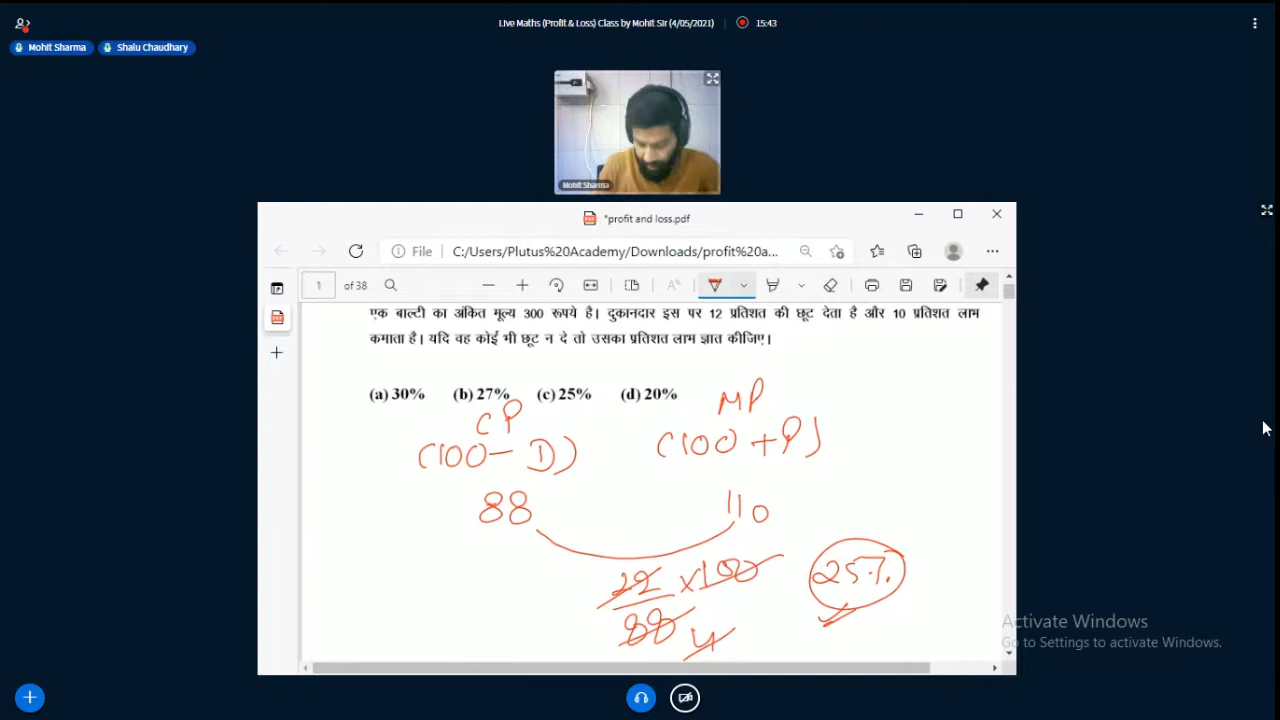 Live Maths (Profit & Loss) Class by Mohit Sir (4/05/2021) 15:43
Mohit Sharma Shalu Chaudhary
Mohit Sharma
*profit and loss.pdf
File C:/Users/Plutus%20Academy/Downloads/profit%20a...
1 of 38
एक बाल्टी का अंकित मूल्य 300 रूपये है। दुकानदार इस पर 12 प्रतिशत की छूट देता है और 10 प्रतिशत लाभ
कमाता है। यदि वह कोई भी छूट न दे तो उसका प्रतिशत लाभ ज्ञात कीजिए।
(a) 30% (b) 27% (c) 25% (d) 20%
CP MP
(100 - D) (100 + P)
88 110
22 x 100
88 4
25%.
Activate Windows
Go to Settings to activate Windows.